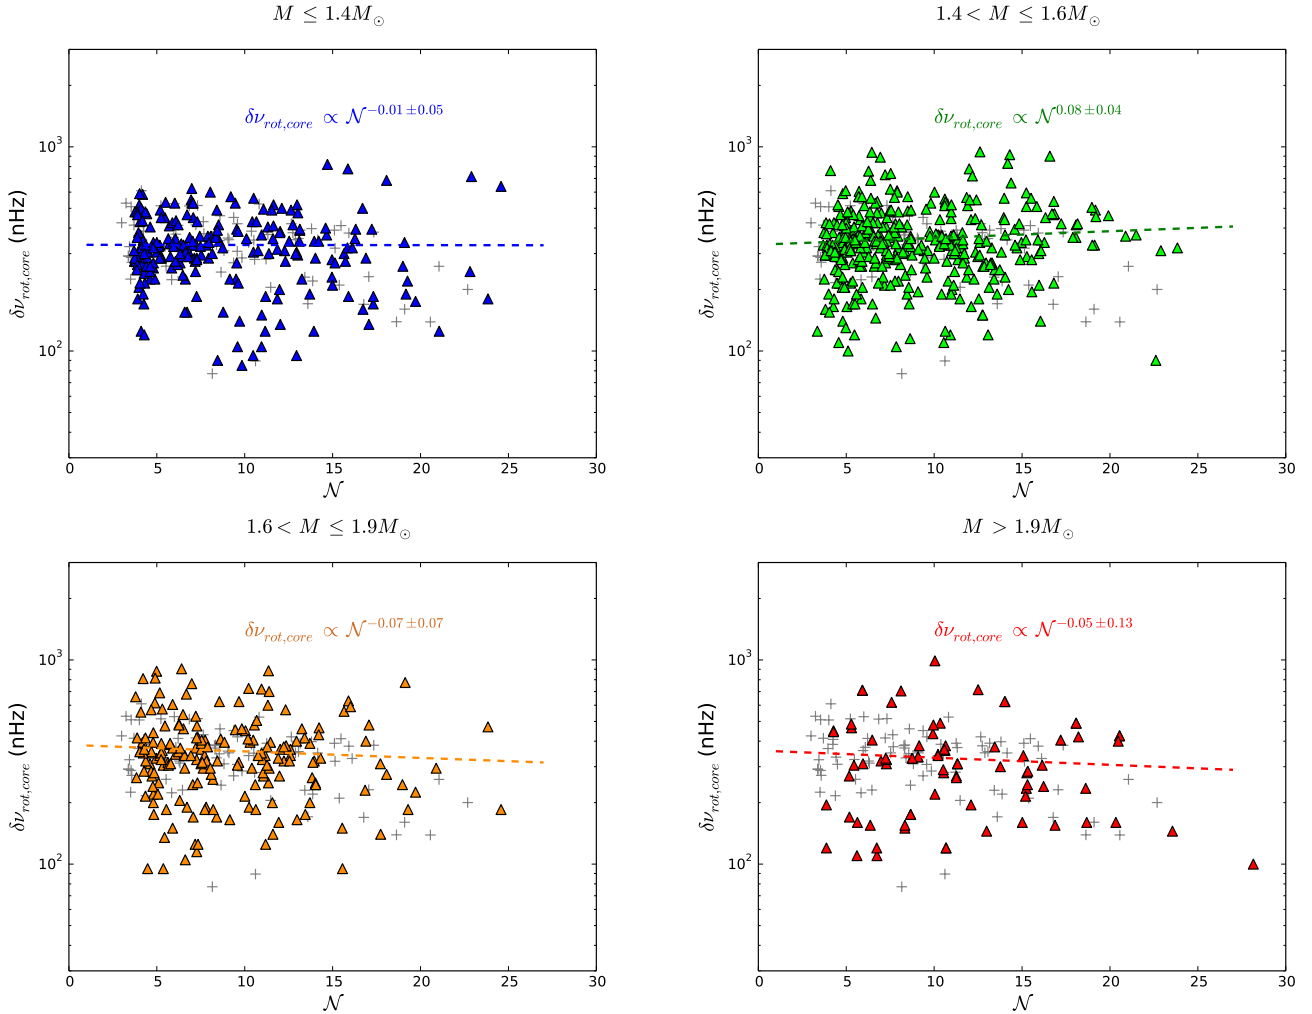 M ≤ 1.4M⊙
δν_rot,core ∝ 𝒩^−0.01±0.05
10³
10²
δν_rot,core (nHz)
0 5 10 15 20 25 30
𝒩
1.4 < M ≤ 1.6M⊙
δν_rot,core ∝ 𝒩^0.08±0.04
10³
10²
δν_rot,core (nHz)
0 5 10 15 20 25 30
𝒩
1.6 < M ≤ 1.9M⊙
δν_rot,core ∝ 𝒩^−0.07±0.07
10³
10²
δν_rot,core (nHz)
0 5 10 15 20 25 30
𝒩
M > 1.9M⊙
δν_rot,core ∝ 𝒩^−0.05±0.13
10³
10²
δν_rot,core (nHz)
0 5 10 15 20 25 30
𝒩